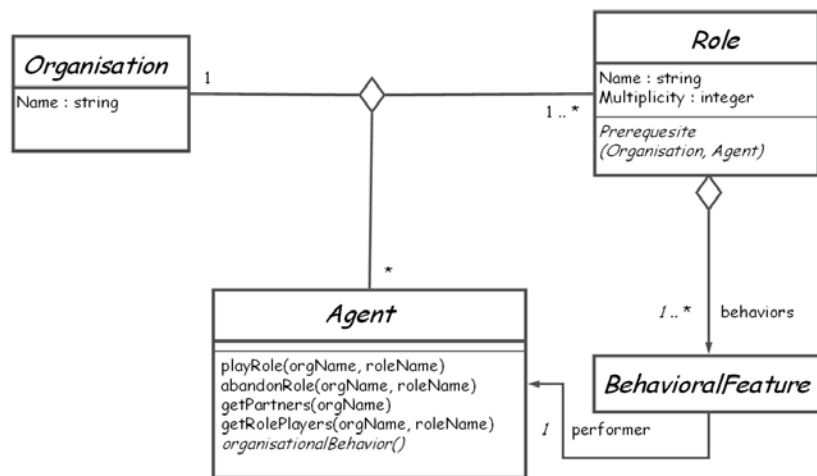 Organisation
Name : string
1
1 .. *
Role
Name : string
Multiplicity : integer
Prerequesite
(Organisation, Agent)
*
Agent
playRole(orgName, roleName)
abandonRole(orgName, roleName)
getPartners(orgName)
getRolePlayers(orgName, roleName)
organisationalBehavior()
1 .. * behaviors
BehavioralFeature
1 performer